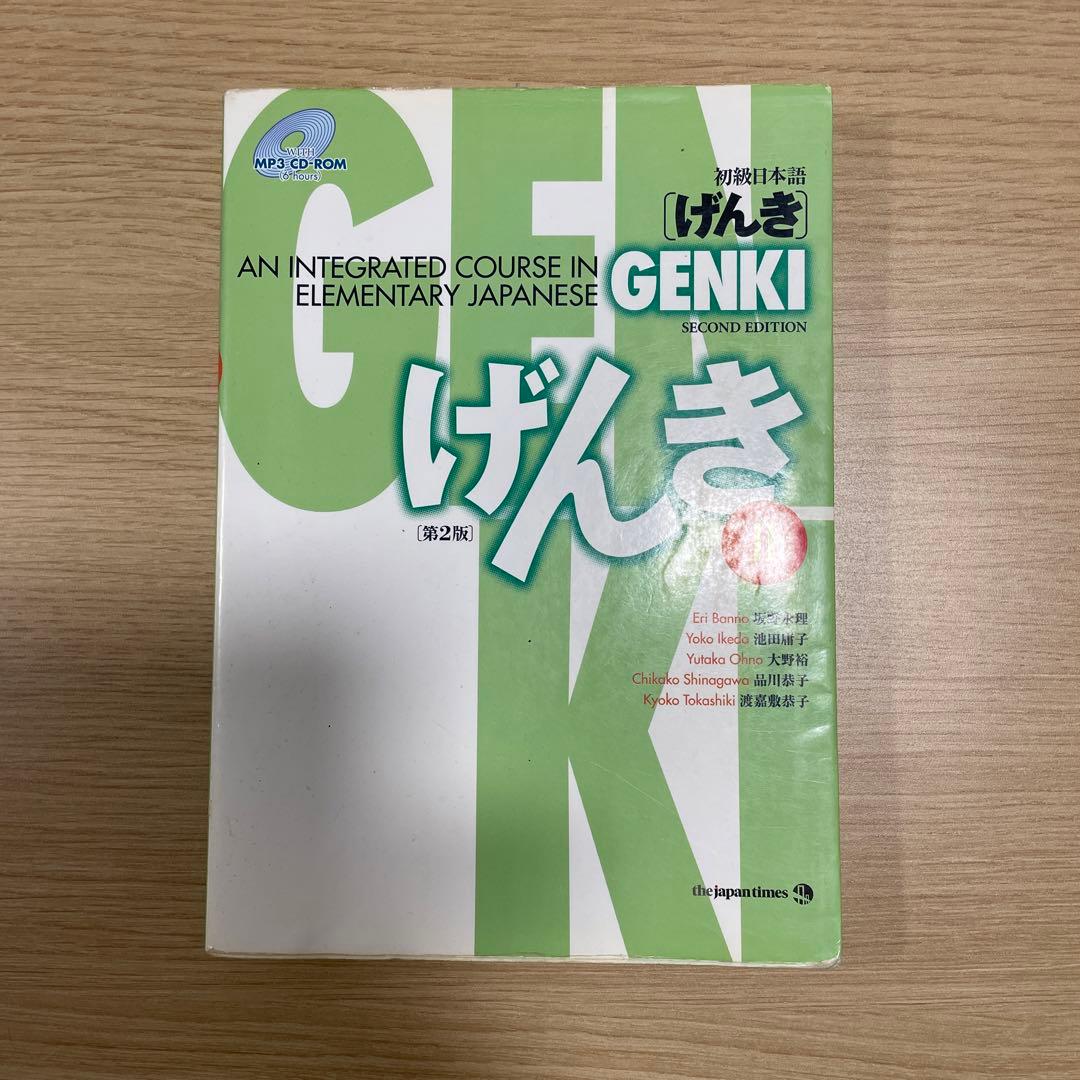 GENKI
WITH
MP3 CD-ROM
(6 hours)
初級日本語
[げんき]
AN INTEGRATED COURSE IN
ELEMENTARY JAPANESE
GENKI
SECOND EDITION
げんき
[第2版]
Eri Banno 坂野永理
Yoko Ikeda 池田庸子
Yutaka Ohno 大野裕
Chikako Shinagawa 品川恭子
Kyoko Tokashiki 渡嘉敷恭子
the japan times